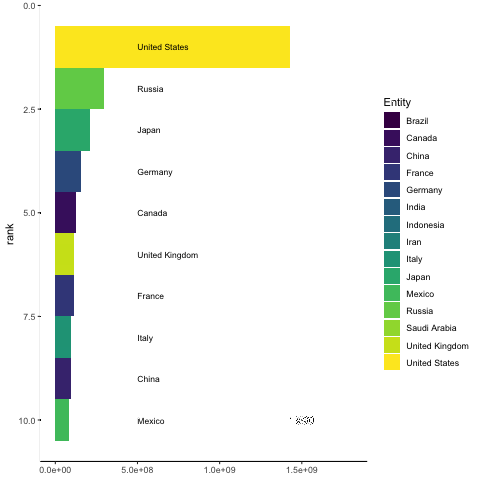 0.0
United States
Russia
2.5
Japan
Germany
Canada
5.0
United Kingdom
France
7.5
Italy
China
Mexico
10.0
rank
0.0e+00 5.0e+08 1.0e+09 1.5e+09
Entity
Brazil
Canada
China
France
Germany
India
Indonesia
Iran
Italy
Japan
Mexico
Russia
Saudi Arabia
United Kingdom
United States